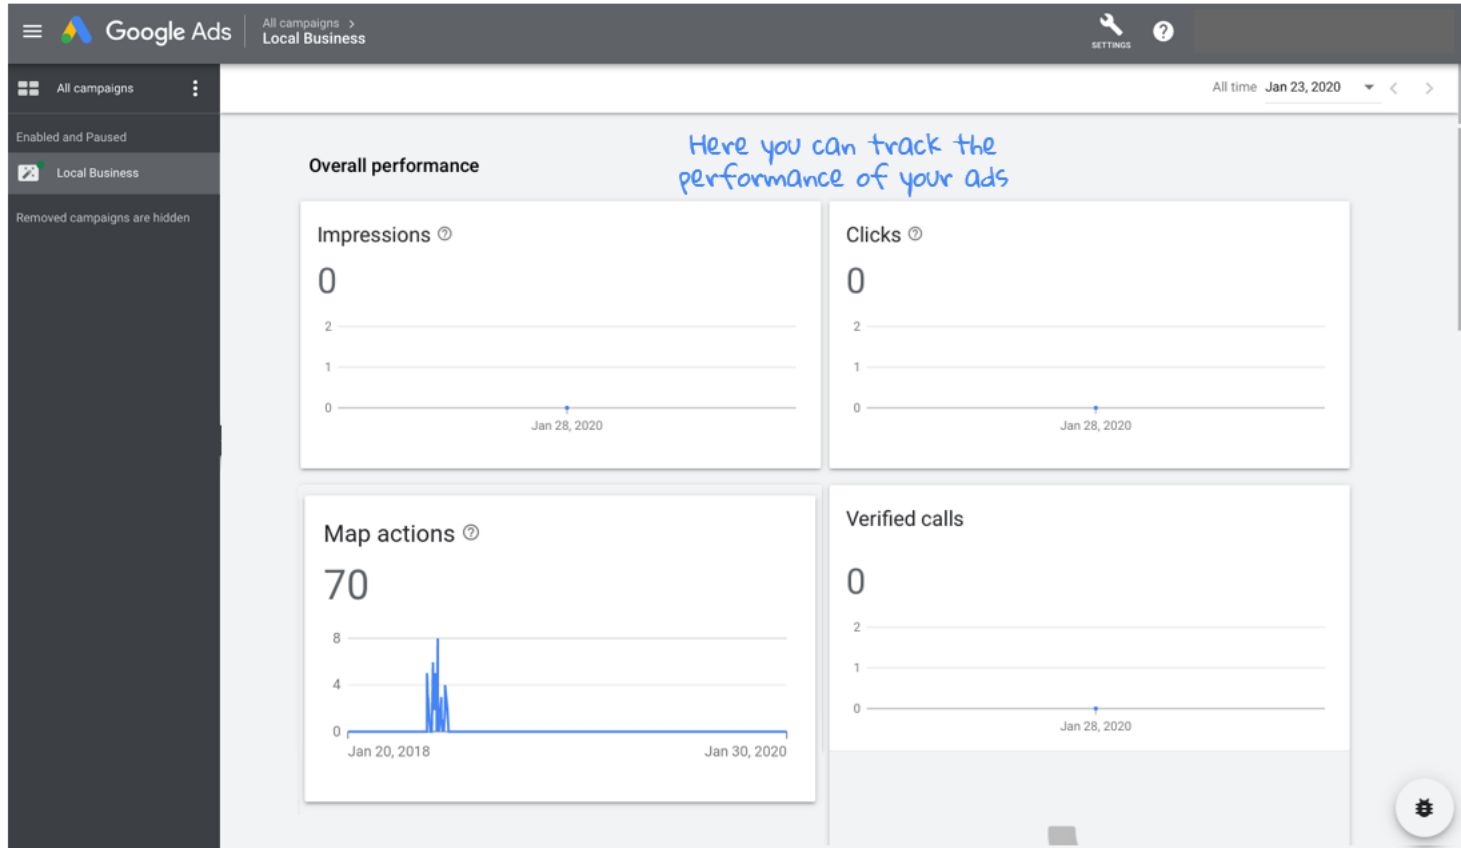 Google Ads
All campaigns >
Local Business
SETTINGS
?
All campaigns
All time Jan 23, 2020
Enabled and Paused
Local Business
Removed campaigns are hidden
Here you can track the
performance of your ads
Overall performance
Impressions ?
0
2
1
0
Jan 28, 2020
Clicks ?
0
2
1
0
Jan 28, 2020
Map actions ?
70
8
4
0
Jan 20, 2018 Jan 30, 2020
Verified calls
0
2
1
0
Jan 28, 2020